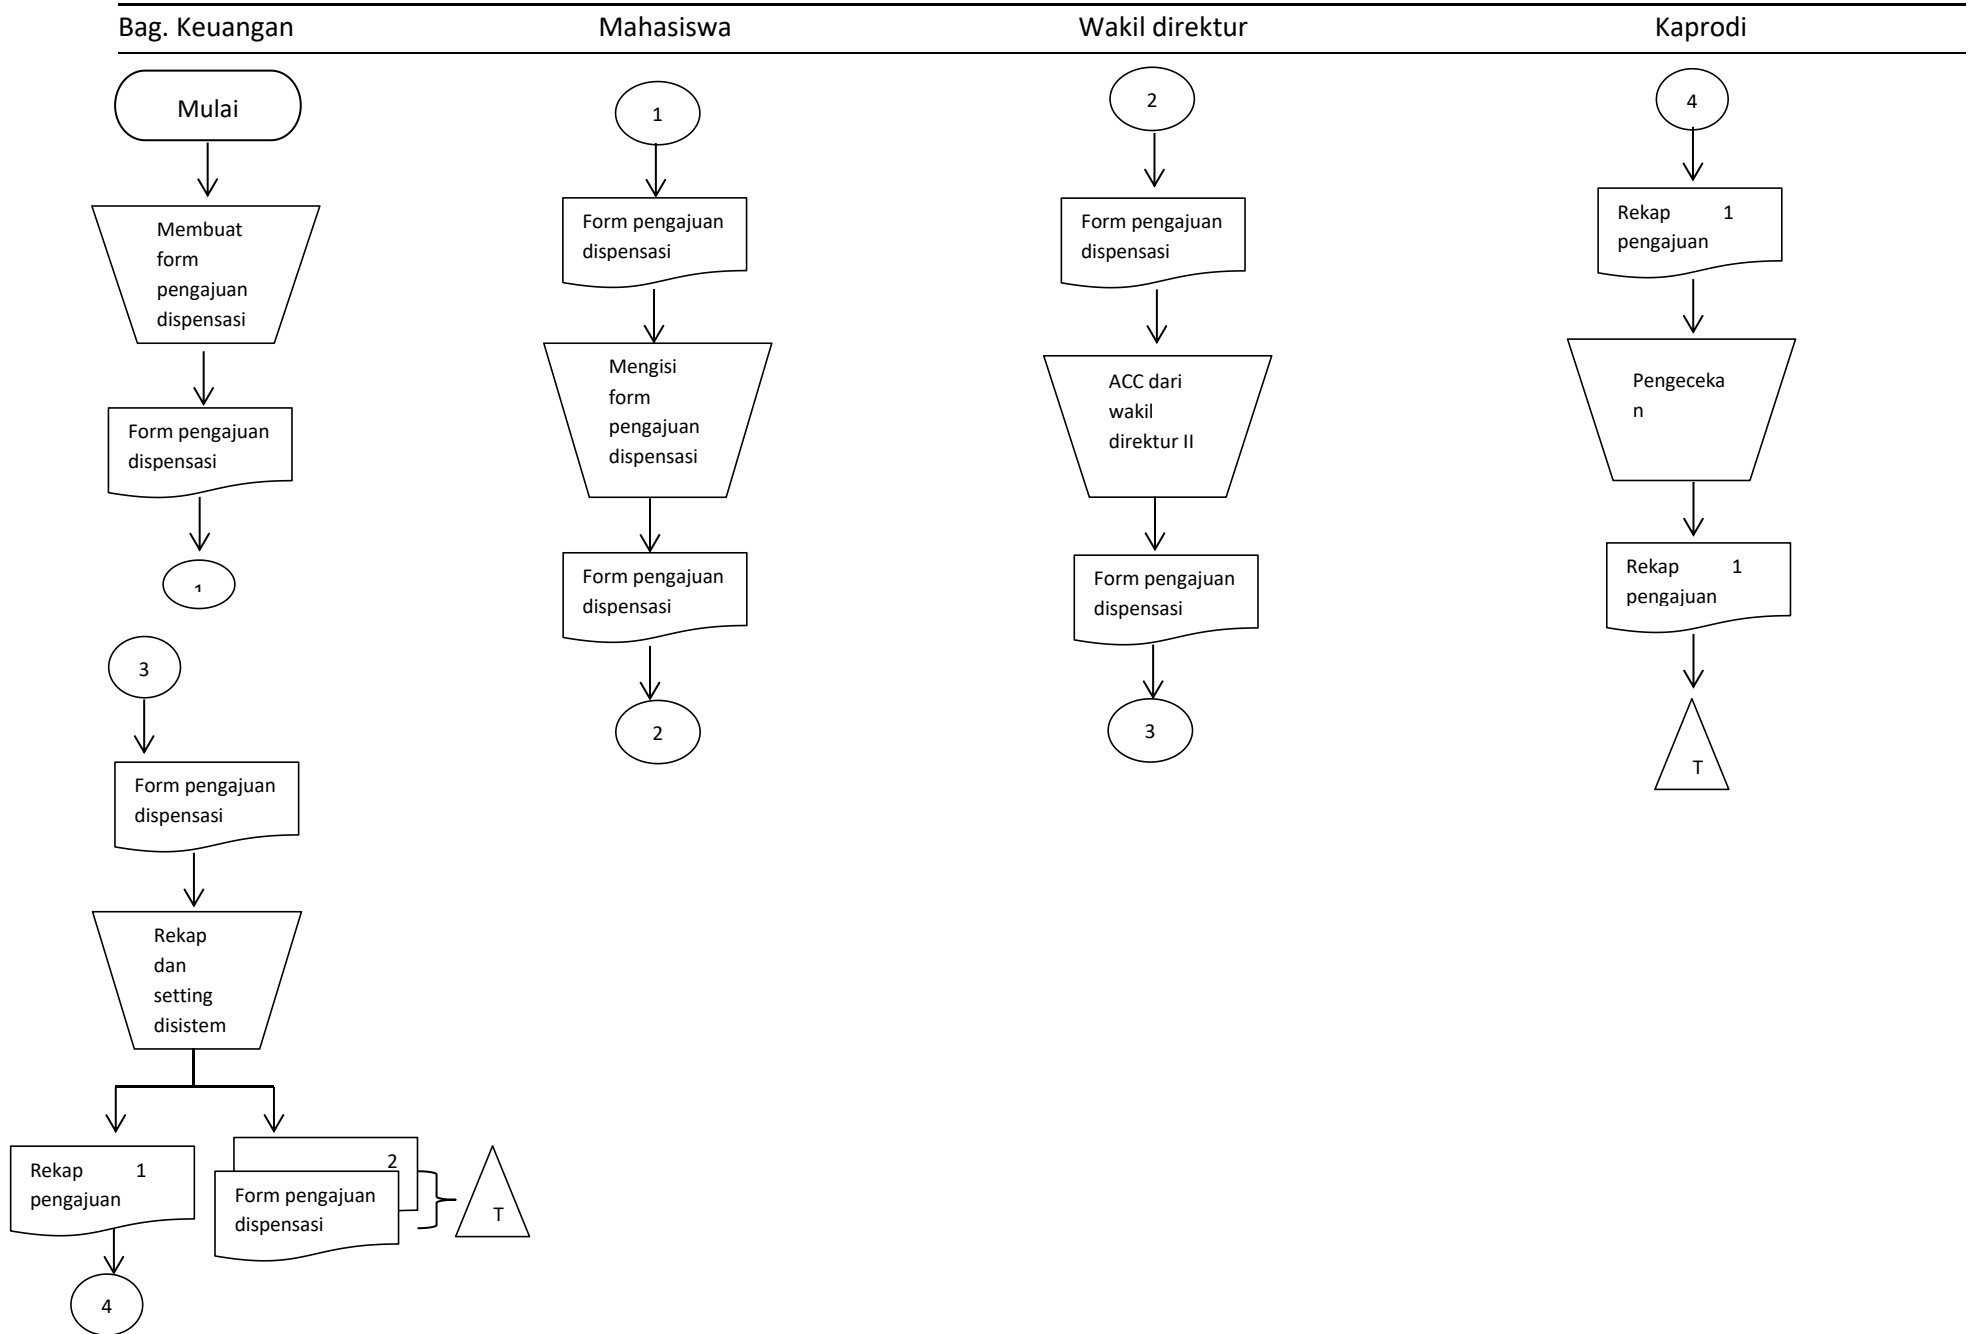 Bag. Keuangan
Mahasiswa
Wakil direktur
Kaprodi
Mulai
Membuat
form
pengajuan
dispensasi
Form pengajuan
dispensasi
3
Form pengajuan
dispensasi
Rekap
dan
setting
disistem
Rekap 1
pengajuan
4
2
Form pengajuan
dispensasi
T
1
Form pengajuan
dispensasi
Mengisi
form
pengajuan
dispensasi
Form pengajuan
dispensasi
2
2
Form pengajuan
dispensasi
ACC dari
wakil
direktur II
Form pengajuan
dispensasi
3
4
Rekap 1
pengajuan
Pengeceka
n
Rekap 1
pengajuan
T